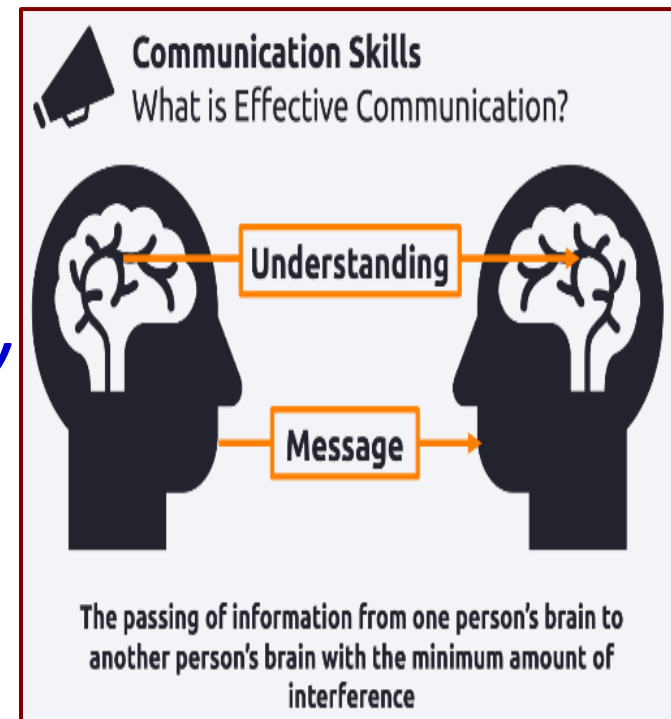 Communication Skills
What is Effective Communication?
Understanding
Message
The passing of information from one person's brain to
another person's brain with the minimum amount of
interference